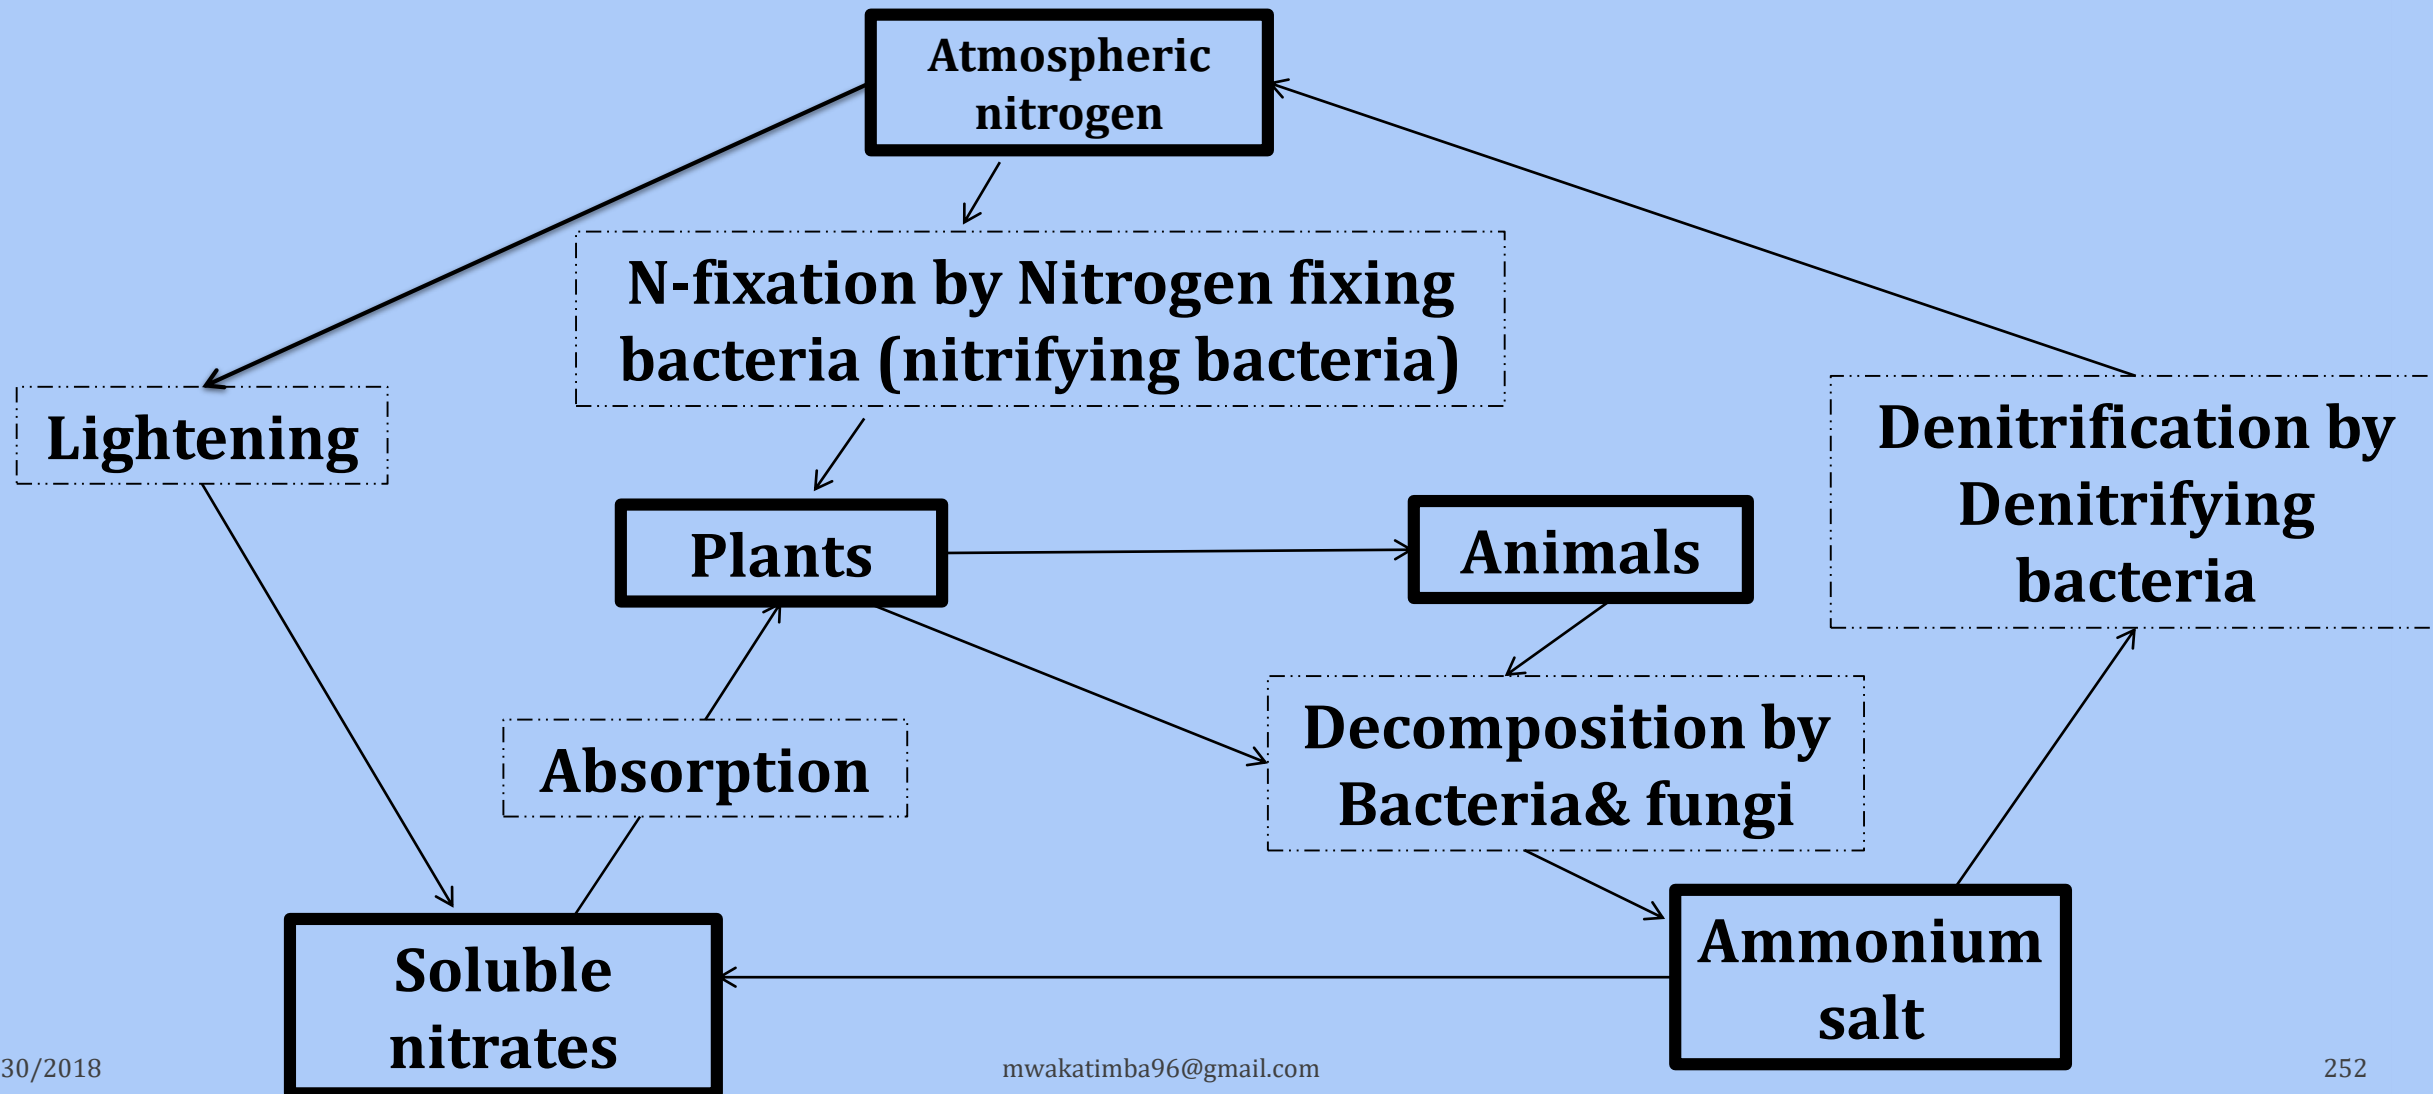 Atmospheric
nitrogen
N-fixation by Nitrogen fixing
bacteria (nitrifying bacteria)
Lightening
Denitrification by
Denitrifying
bacteria
Plants
Animals
Absorption
Decomposition by
Bacteria& fungi
Soluble
nitrates
Ammonium
salt
30/2018
mwakatimba96@gmail.com
252